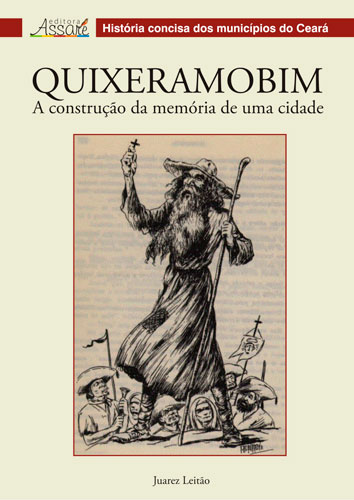 editora
Assaré
História concisa dos municípios do Ceará
QUIXERAMOBIM
A construção da memória de uma cidade
Juarez Leitão